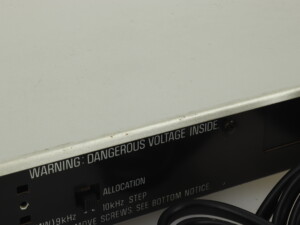 WARNING: DANGEROUS VOLTAGE INSIDE
ALLOCATION
10kHz STEP
MOVE SCREWS. SEE BOTTOM NOTICE